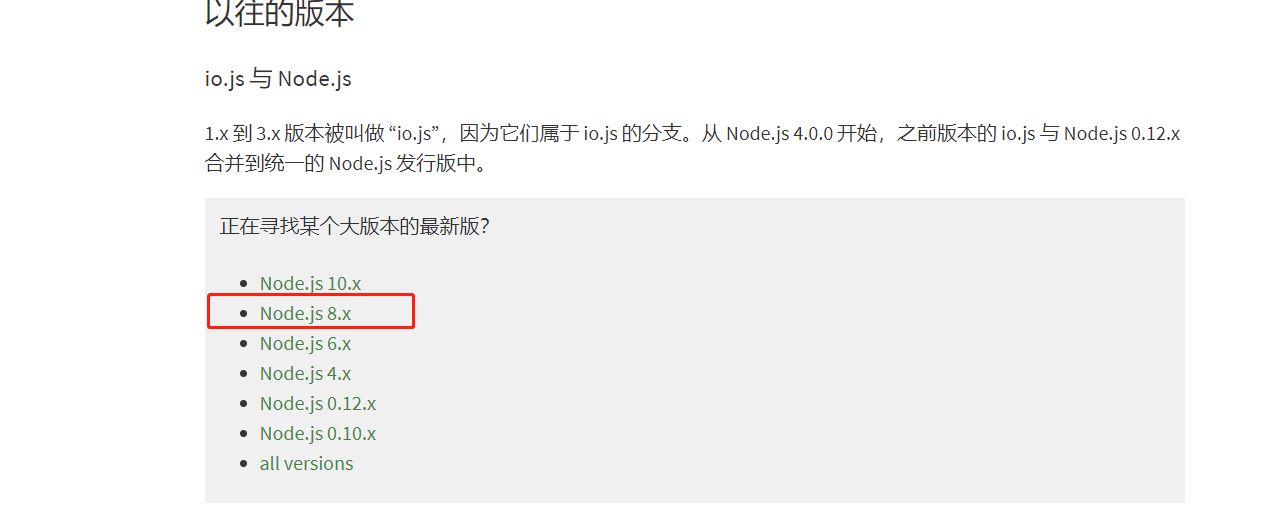 以往的版本
io.js 与 Node.js
1.x 到 3.x 版本被叫做 “io.js”，因为它们属于 io.js 的分支。从 Node.js 4.0.0 开始，之前版本的 io.js 与 Node.js 0.12.x
合并到统一的 Node.js 发行版中。
正在寻找某个大版本的最新版？
Node.js 10.x
Node.js 8.x
Node.js 6.x
Node.js 4.x
Node.js 0.12.x
Node.js 0.10.x
all versions